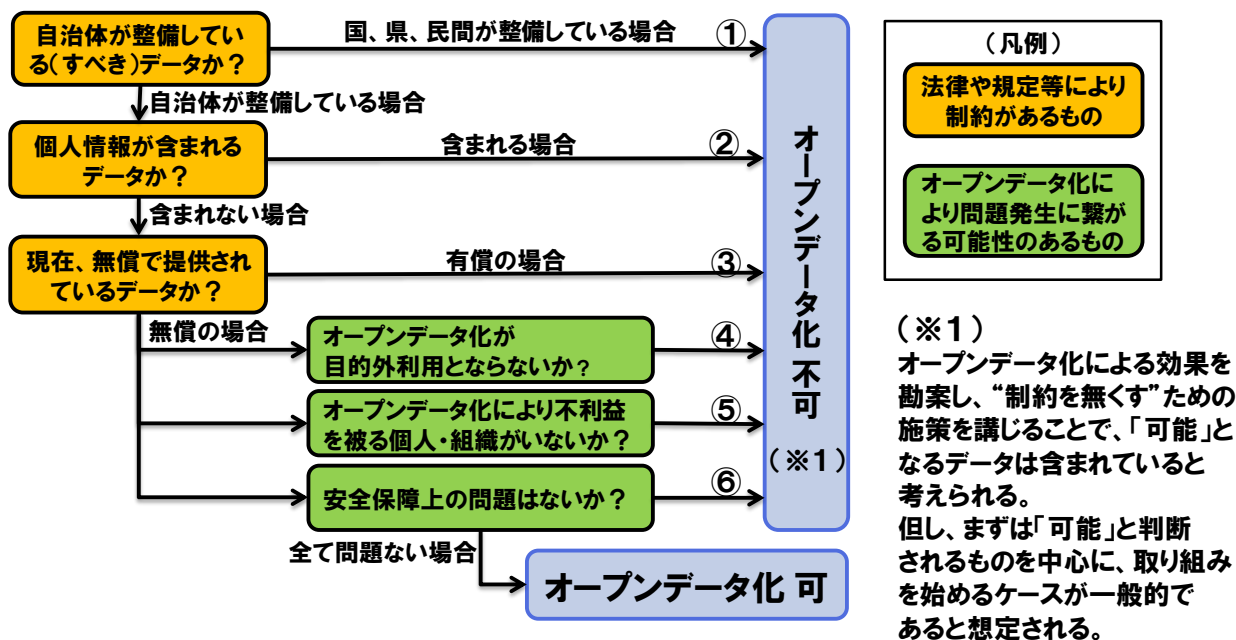 自治体が整備してい
る(すべき)データか？
国、県、民間が整備している場合
①
自治体が整備している場合
個人情報が含まれる
データか？
含まれる場合
②
含まれない場合
現在、無償で提供され
ているデータか？
有償の場合
③
無償の場合
オープンデータ化が
目的外利用とならないか？
④
オープンデータ化により不利益
を被る個人・組織がいないか？
⑤
安全保障上の問題はないか？
⑥
全て問題ない場合
オープンデータ化 可
オープンデータ化 不可
(※1)
(凡例)
法律や規定等により
制約があるもの
オープンデータ化に
より問題発生に繋が
る可能性のあるもの
(※1)
オープンデータ化による効果を
勘案し、“制約を無くす”ための
施策を講じることで、「可能」と
なるデータは含まれていると
考えられる。
但し、まずは「可能」と判断
されるものを中心に、取り組み
を始めるケースが一般的で
あると想定される。